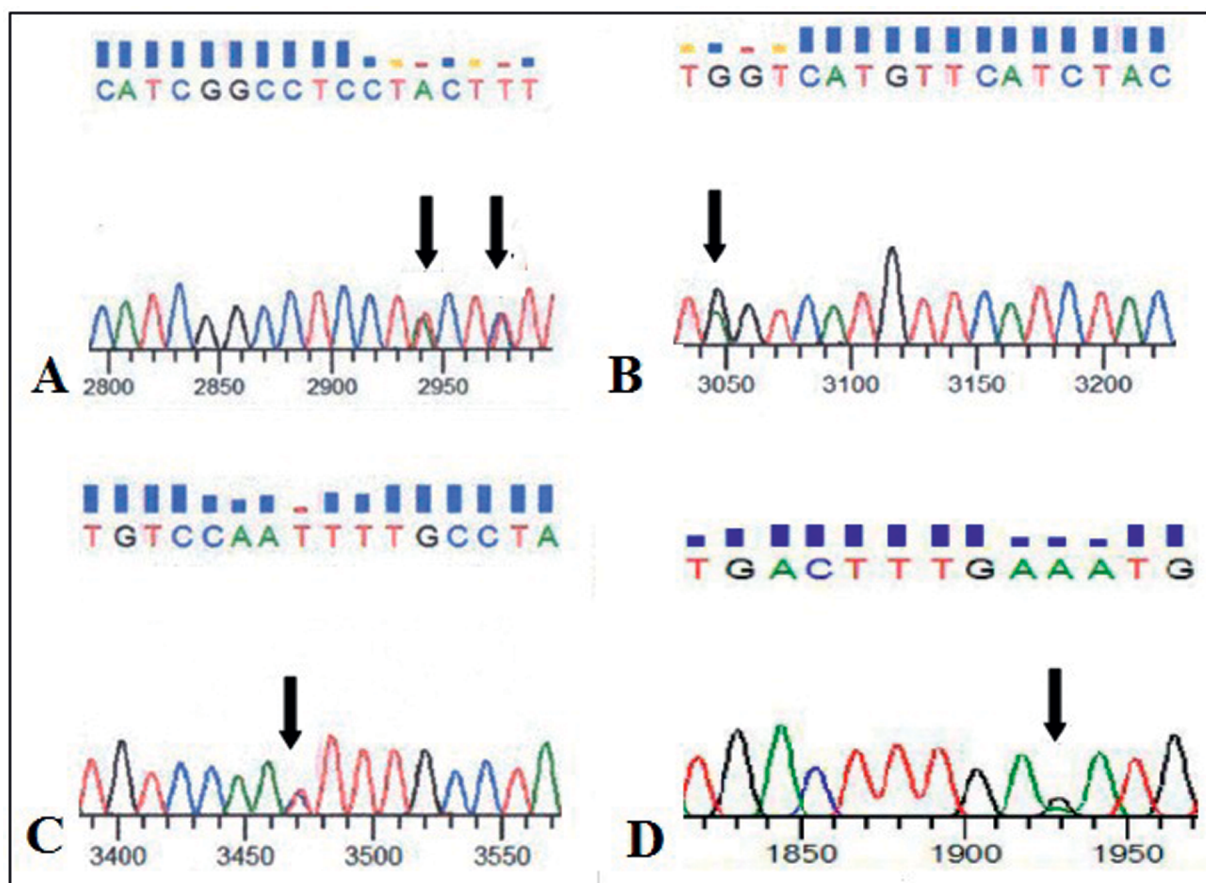 CATCGGCCTCCTACTTT
A
2800 2850 2900 2950
TGGTCATGTTCATCTAC
B
3050 3100 3150 3200
TGTCCAATTTTGCCTA
C
3400 3450 3500 3550
TGACTTTGAAATG
D
1850 1900 1950